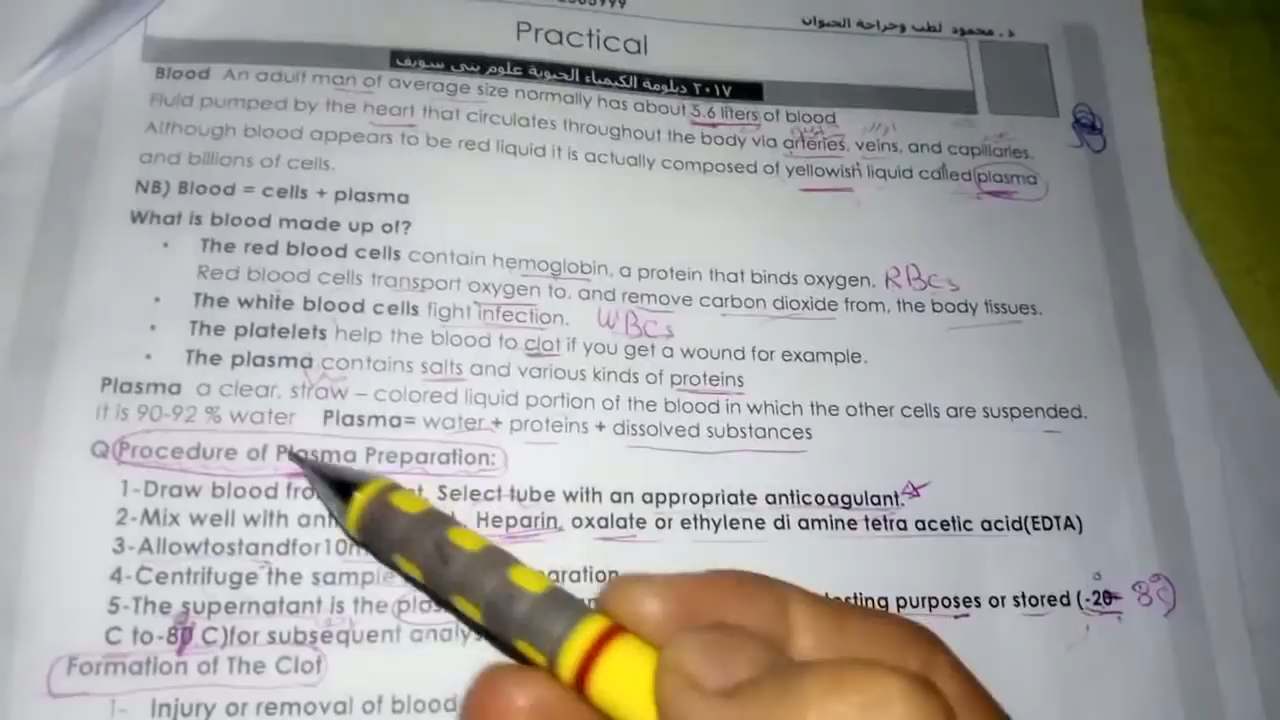 د. محمود لطب وجراحة الحيوان
Practical
٢٠١٧ دبلومة الكيمياء الحيوية علوم بنى سويف
Blood An adult man of average size normally has about 5.6 liters of blood
Fluid pumped by the heart that circulates throughout the body via arteries, veins, and capillaries.
Although blood appears to be red liquid it is actually composed of yellowish liquid called plasma
and billions of cells.
NB) Blood = cells + plasma
What is blood made up of?
• The red blood cells contain hemoglobin, a protein that binds oxygen. RBCs
Red blood cells transport oxygen to, and remove carbon dioxide from, the body tissues.
• The white blood cells fight infection. WBCs
• The platelets help the blood to clot if you get a wound for example.
• The plasma contains salts and various kinds of proteins
Plasma a clear, straw – colored liquid portion of the blood in which the other cells are suspended.
it is 90-92 % water Plasma= water + proteins + dissolved substances
Q Procedure of Plasma Preparation:
1-Draw blood Select tube with an appropriate anticoagulant.
2-Mix well with Heparin, oxalate or ethylene di amine tetra acetic acid(EDTA)
3-Allowtostandfor10
4-Centrifuge the sample
5-The supernatant is the purposes or stored (-20
C to-80 C)for subsequent
Formation of The Clot
1- Injury or removal of blood